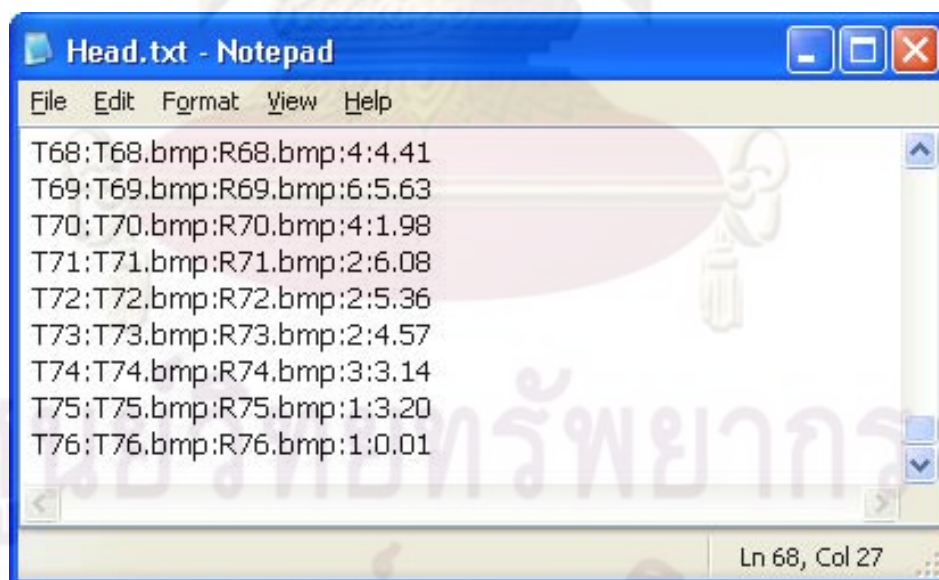 Head.txt - Notepad
File Edit Format View Help
T68:T68.bmp:R68.bmp:4:4.41
T69:T69.bmp:R69.bmp:6:5.63
T70:T70.bmp:R70.bmp:4:1.98
T71:T71.bmp:R71.bmp:2:6.08
T72:T72.bmp:R72.bmp:2:5.36
T73:T73.bmp:R73.bmp:2:4.57
T74:T74.bmp:R74.bmp:3:3.14
T75:T75.bmp:R75.bmp:1:3.20
T76:T76.bmp:R76.bmp:1:0.01
Ln 68, Col 27